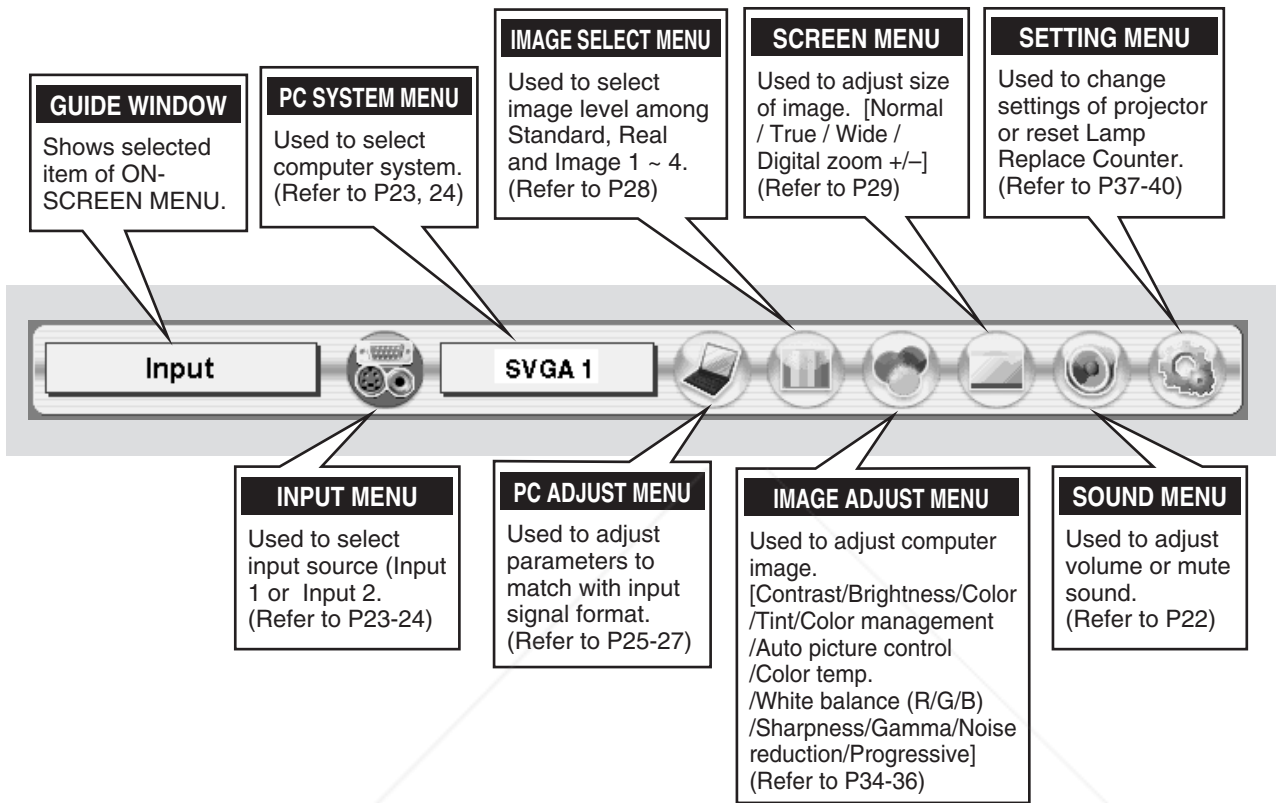 GUIDE WINDOW
Shows selected
item of ON-
SCREEN MENU.
PC SYSTEM MENU
Used to select
computer system.
(Refer to P23, 24)
IMAGE SELECT MENU
Used to select
image level among
Standard, Real
and Image 1 ~ 4.
(Refer to P28)
SCREEN MENU
Used to adjust size
of image.  [Normal
/ True / Wide /
Digital zoom +/–]
(Refer to P29)
SETTING MENU
Used to change
settings of projector
or reset Lamp
Replace Counter.
(Refer to P37-40)
Input
SVGA 1
INPUT MENU
Used to select
input source (Input
1 or  Input 2.
(Refer to P23-24)
PC ADJUST MENU
Used to adjust
parameters to
match with input
signal format.
(Refer to P25-27)
IMAGE ADJUST MENU
Used to adjust computer
image.
[Contrast/Brightness/Color
/Tint/Color management
/Auto picture control
/Color temp.
/White balance (R/G/B)
/Sharpness/Gamma/Noise
reduction/Progressive]
(Refer to P34-36)
SOUND MENU
Used to adjust
volume or mute
sound.
(Refer to P22)